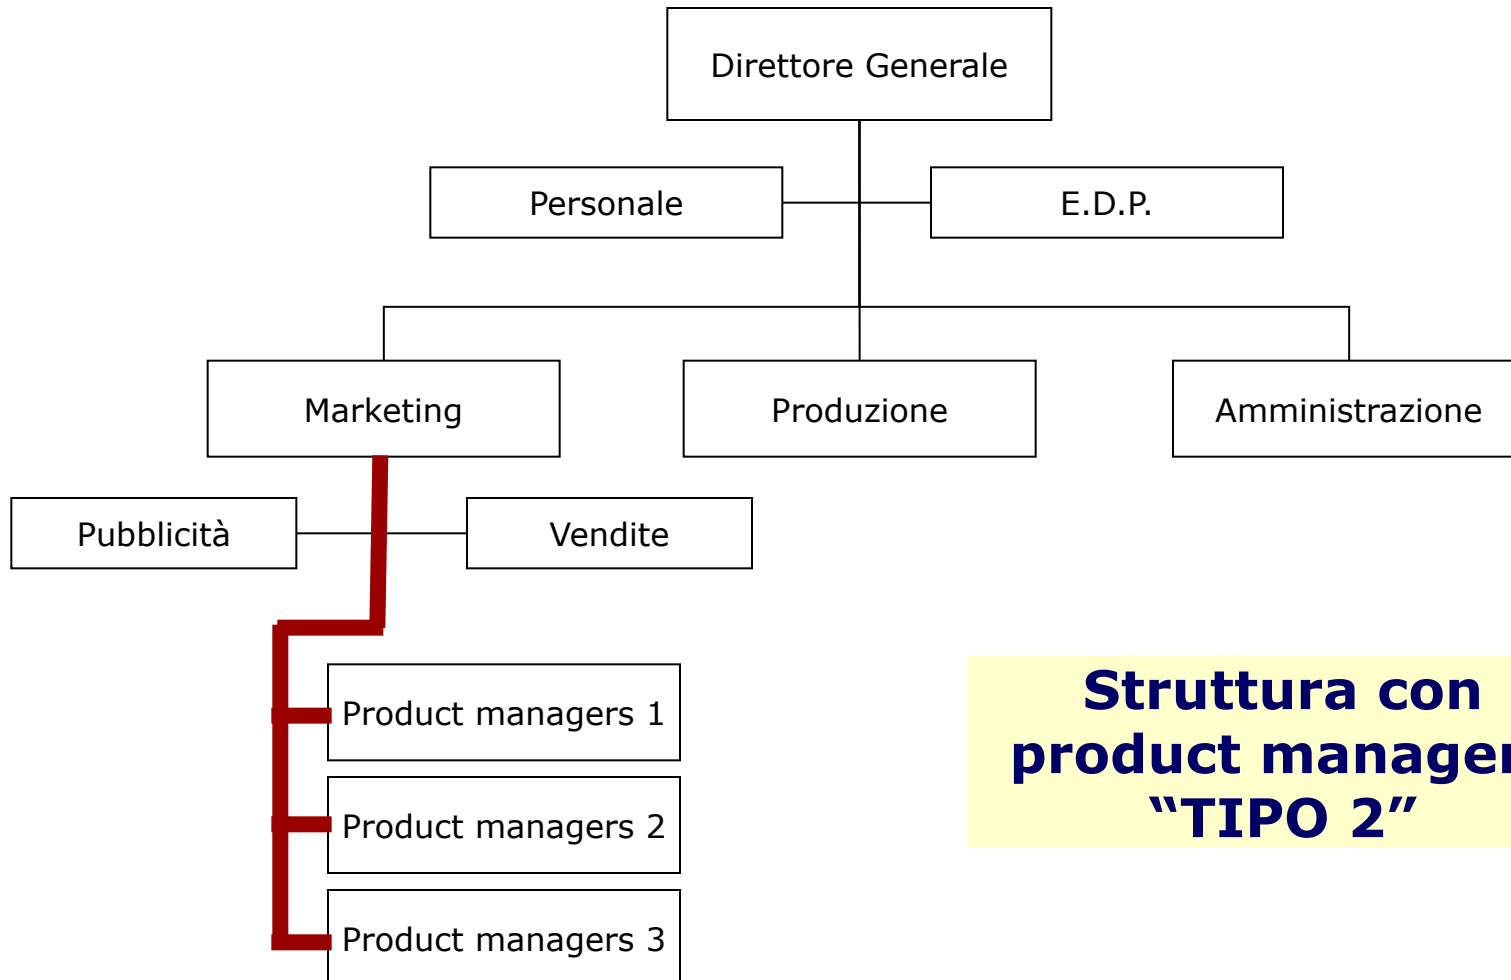 Direttore Generale
Personale
E.D.P.
Marketing
Produzione
Amministrazione
Pubblicità
Vendite
Product managers 1
Product managers 2
Product managers 3
Struttura con
product manager
“TIPO 2”